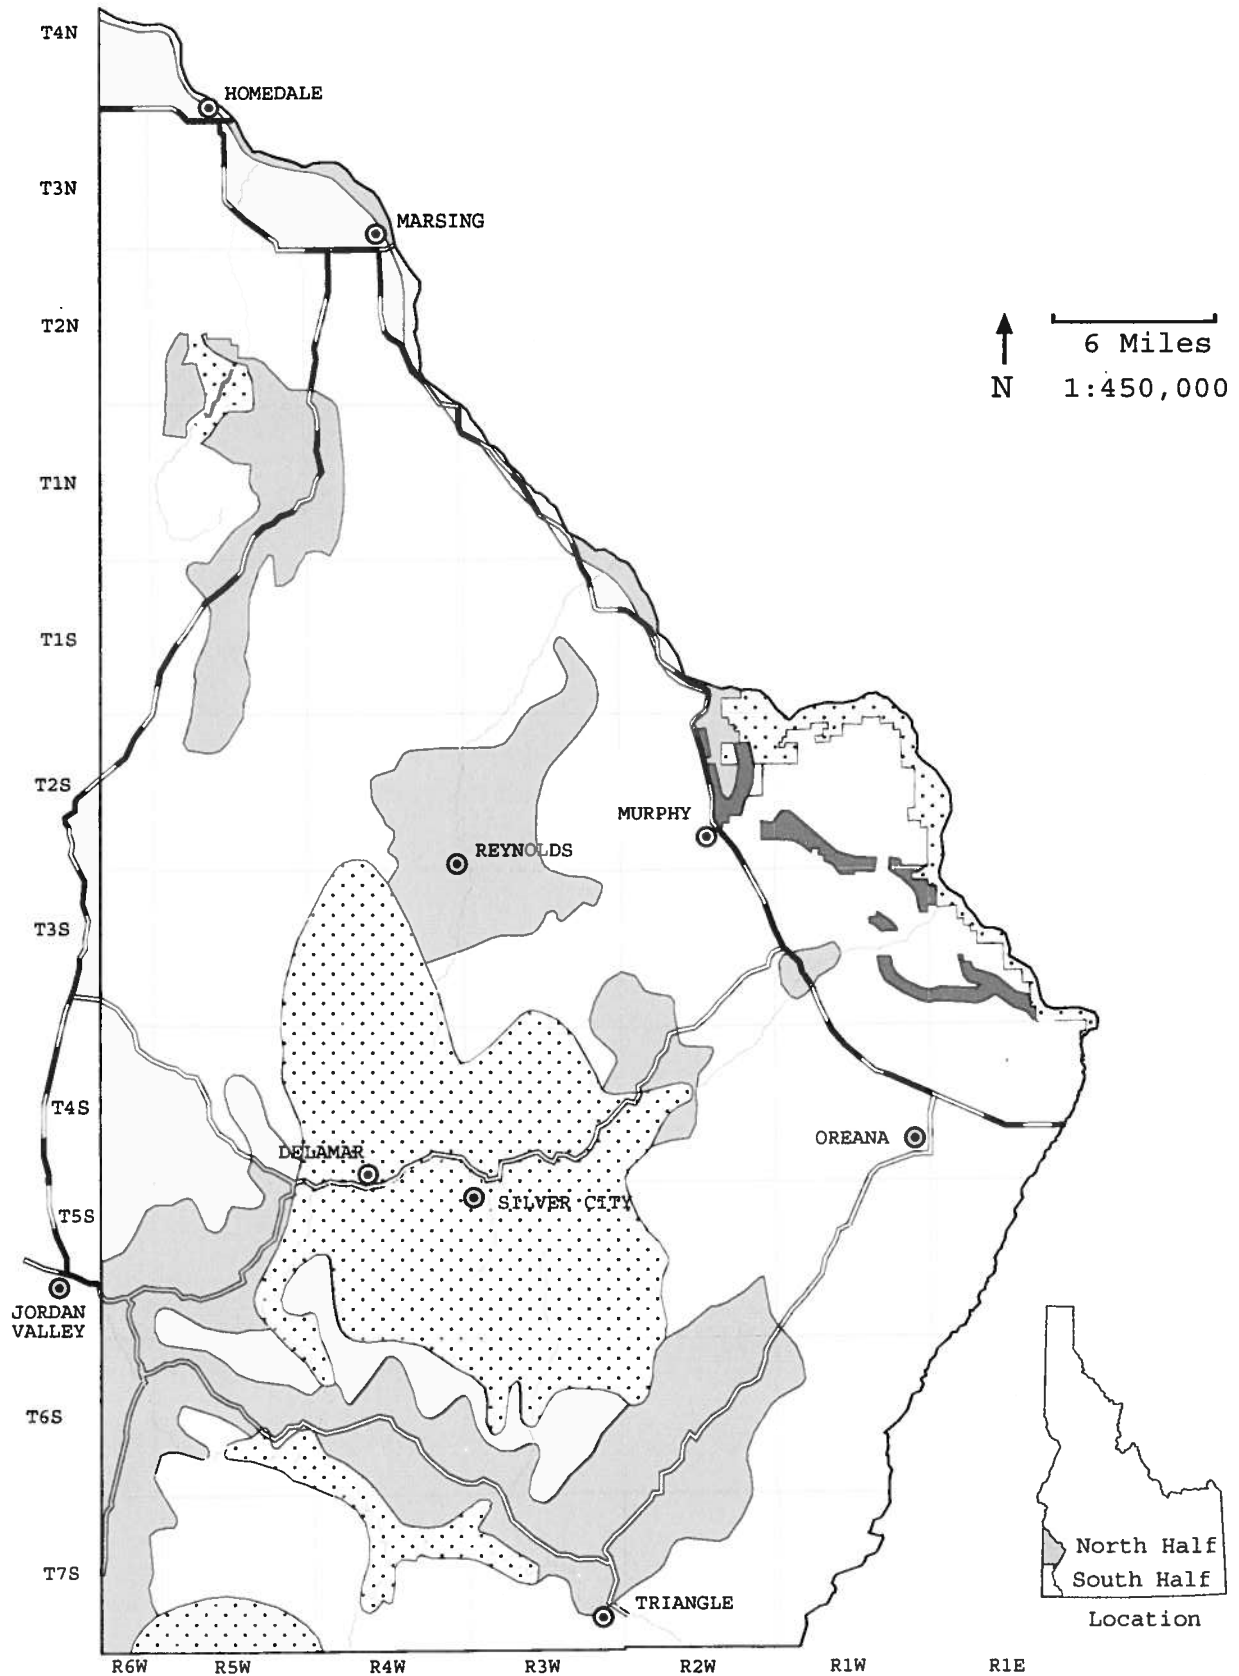 T4N
HOMEDALE
T3N
MARSING
T2N
6 Miles
N
1:450,000
T1N
T1S
T2S
MURPHY
REYNOLDS
T3S
T4S
OREANA
DELAMAR
SILVER CITY
T5S
JORDAN
VALLEY
T6S
North Half
South Half
Location
T7S
TRIANGLE
R6W
R5W
R4W
R3W
R2W
R1W
R1E